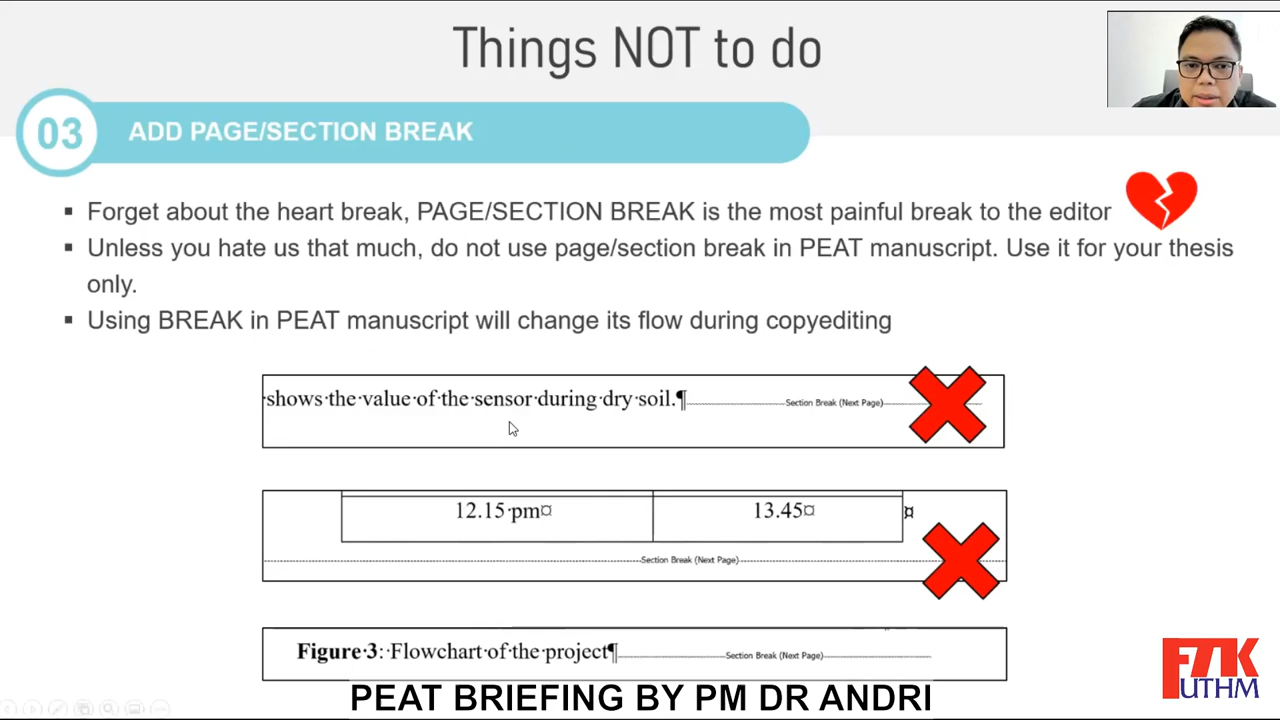 Things NOT to do
03
ADD PAGE/SECTION BREAK
▪ Forget about the heart break, PAGE/SECTION BREAK is the most painful break to the editor
▪ Unless you hate us that much, do not use page/section break in PEAT manuscript. Use it for your thesis
only.
▪ Using BREAK in PEAT manuscript will change its flow during copyediting
·shows·the·value·of·the·sensor·during·dry·soil.¶ Section Break (Next Page)
12.15·pm¤ 13.45¤ ¤
Section Break (Next Page)
Figure·3:·Flowchart·of·the·project¶ Section Break (Next Page)
PEAT BRIEFING BY PM DR ANDRI
FTK
UTHM